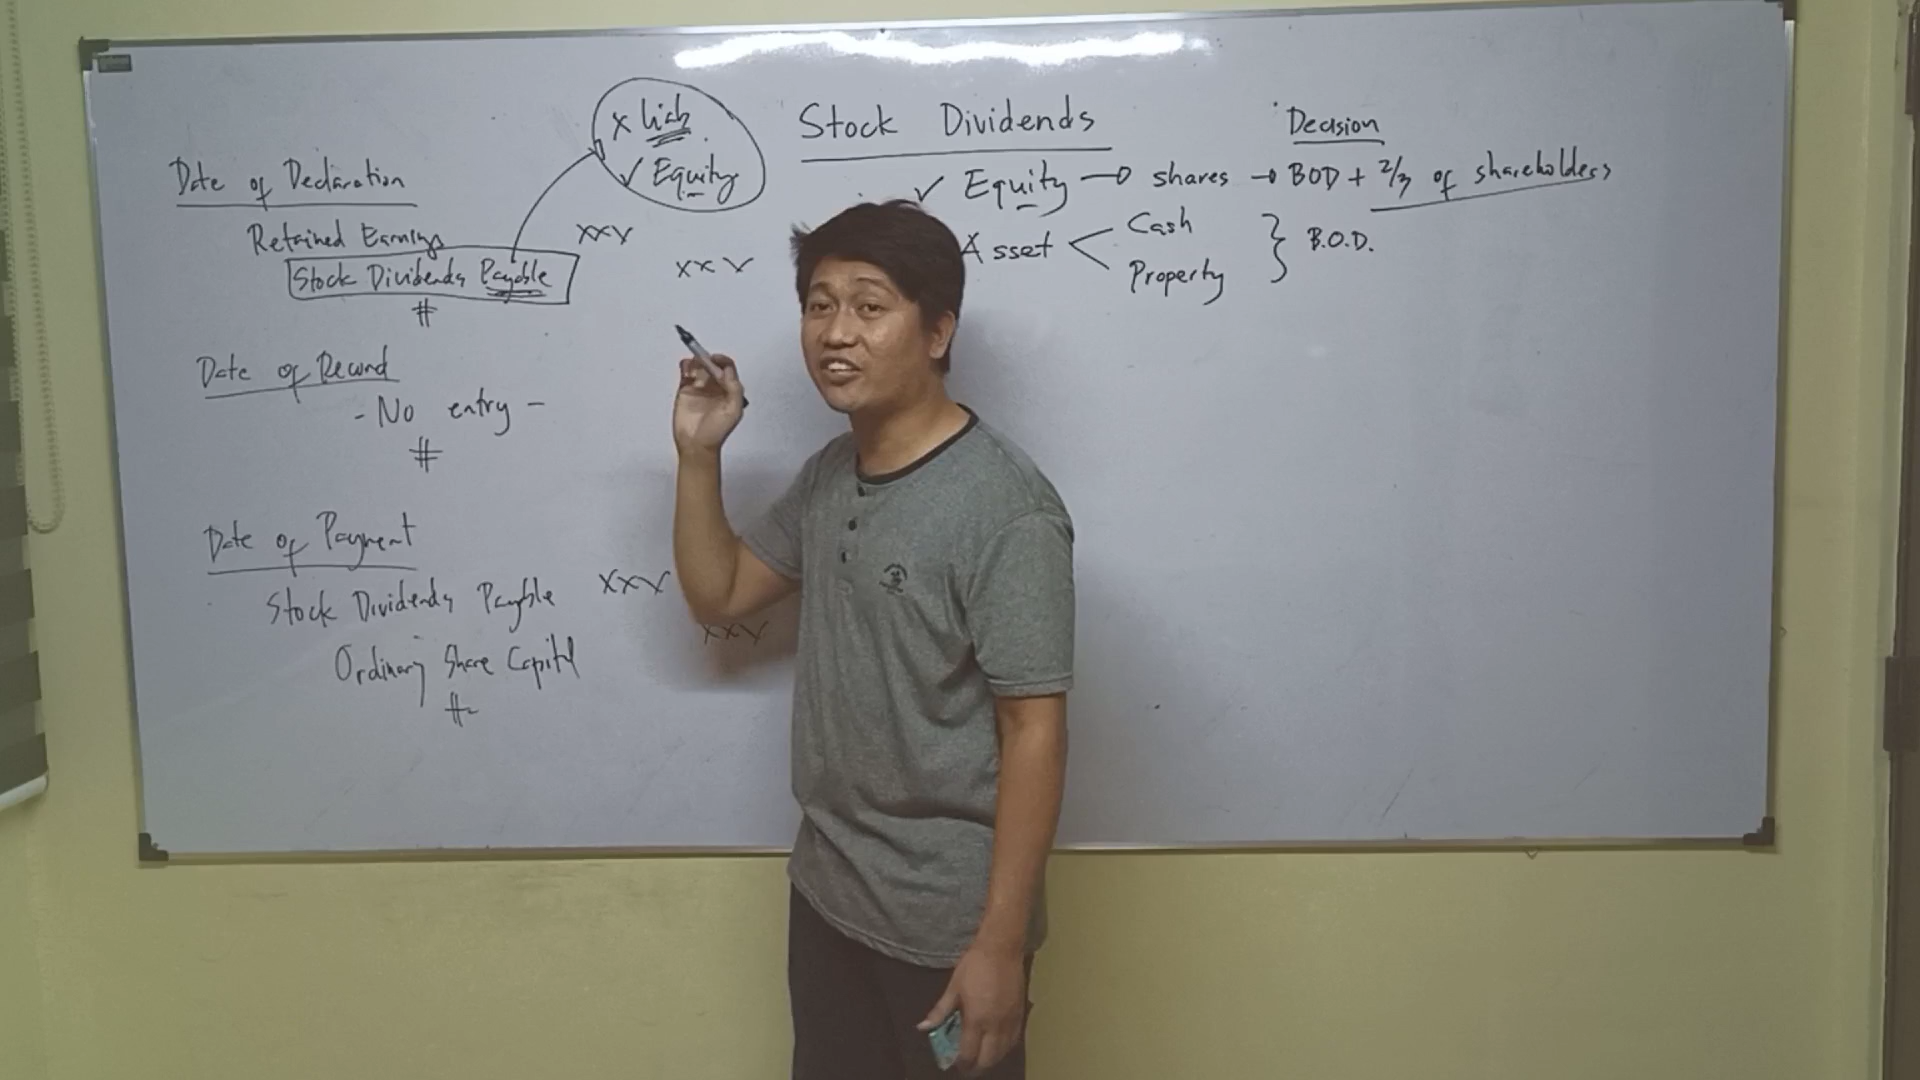 Stock Dividends
Decision
✓ Equity → shares → BOD + 2/3 of shareholders
Asset < Cash
Property } B.O.D.
x liab.
✓ Equity
Date of Declaration
Retained Earnings xxx
Stock Dividends Payable xxx
#
Date of Record
- No entry -
#
Date of Payment
Stock Dividends Payable xxx
Ordinary Share Capital xxx
#